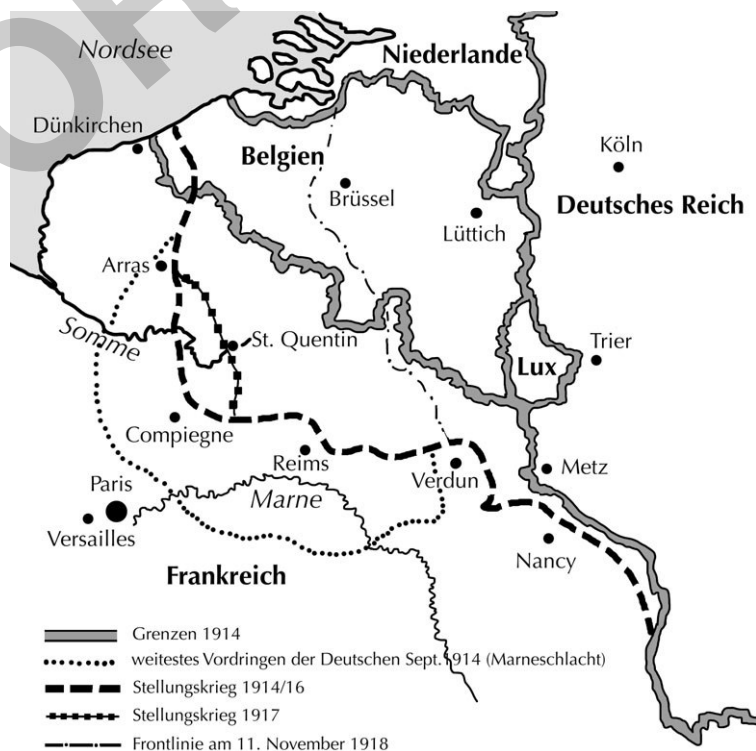 OR
Nordsee
Niederlande
Dünkirchen
Belgien
Köln
Brüssel
Deutsches Reich
Lüttich
Arras
Somme
St. Quentin
Trier
Lux
Compiegne
Reims
Verdun
Metz
Paris
Marne
Versailles
Nancy
Frankreich
Grenzen 1914
weitestes Vordringen der Deutschen Sept.1914 (Marneschlacht)
Stellungskrieg 1914/16
Stellungskrieg 1917
Frontlinie am 11. November 1918